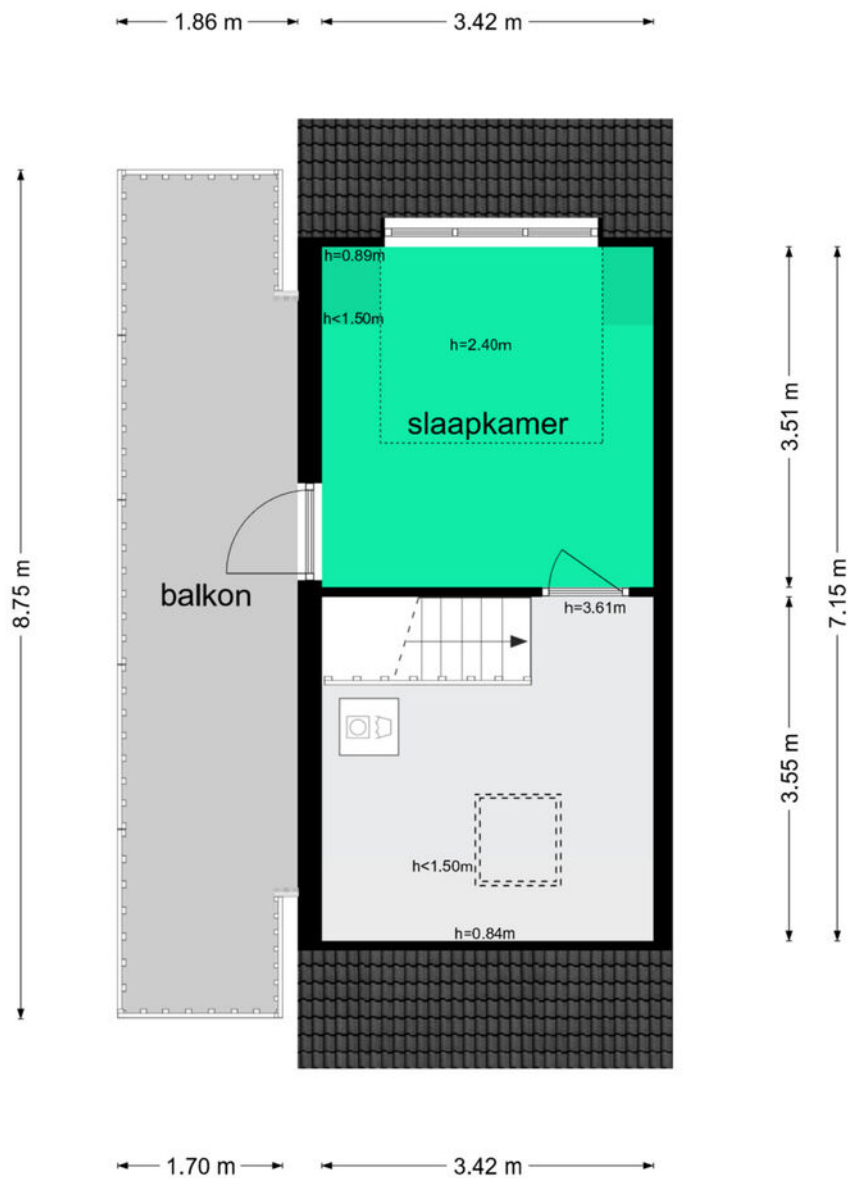 1.86 m
3.42 m
h=0.89m
h<1.50m
h=2.40m
slaapkamer
3.51 m
8.75 m
balkon
7.15 m
h=3.61m
3.55 m
h<1.50m
h=0.84m
1.70 m
3.42 m